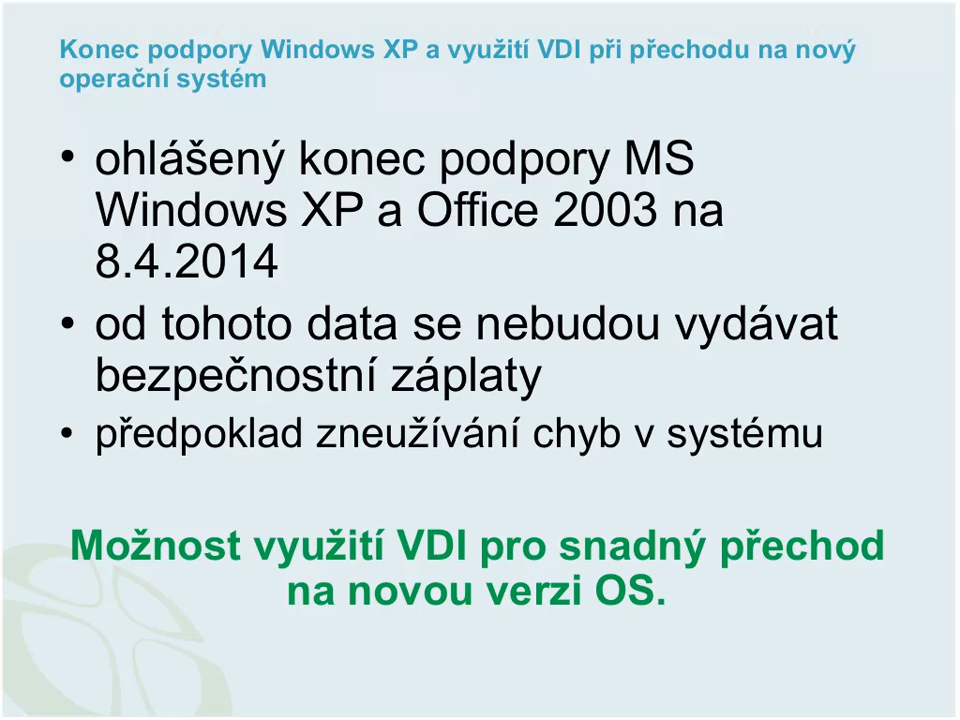 Konec podpory Windows XP a využití VDI při přechodu na nový
operační systém
• ohlášený konec podpory MS
Windows XP a Office 2003 na
8.4.2014
• od tohoto data se nebudou vydávat
bezpečnostní záplaty
• předpoklad zneužívání chyb v systému
Možnost využití VDI pro snadný přechod
na novou verzi OS.